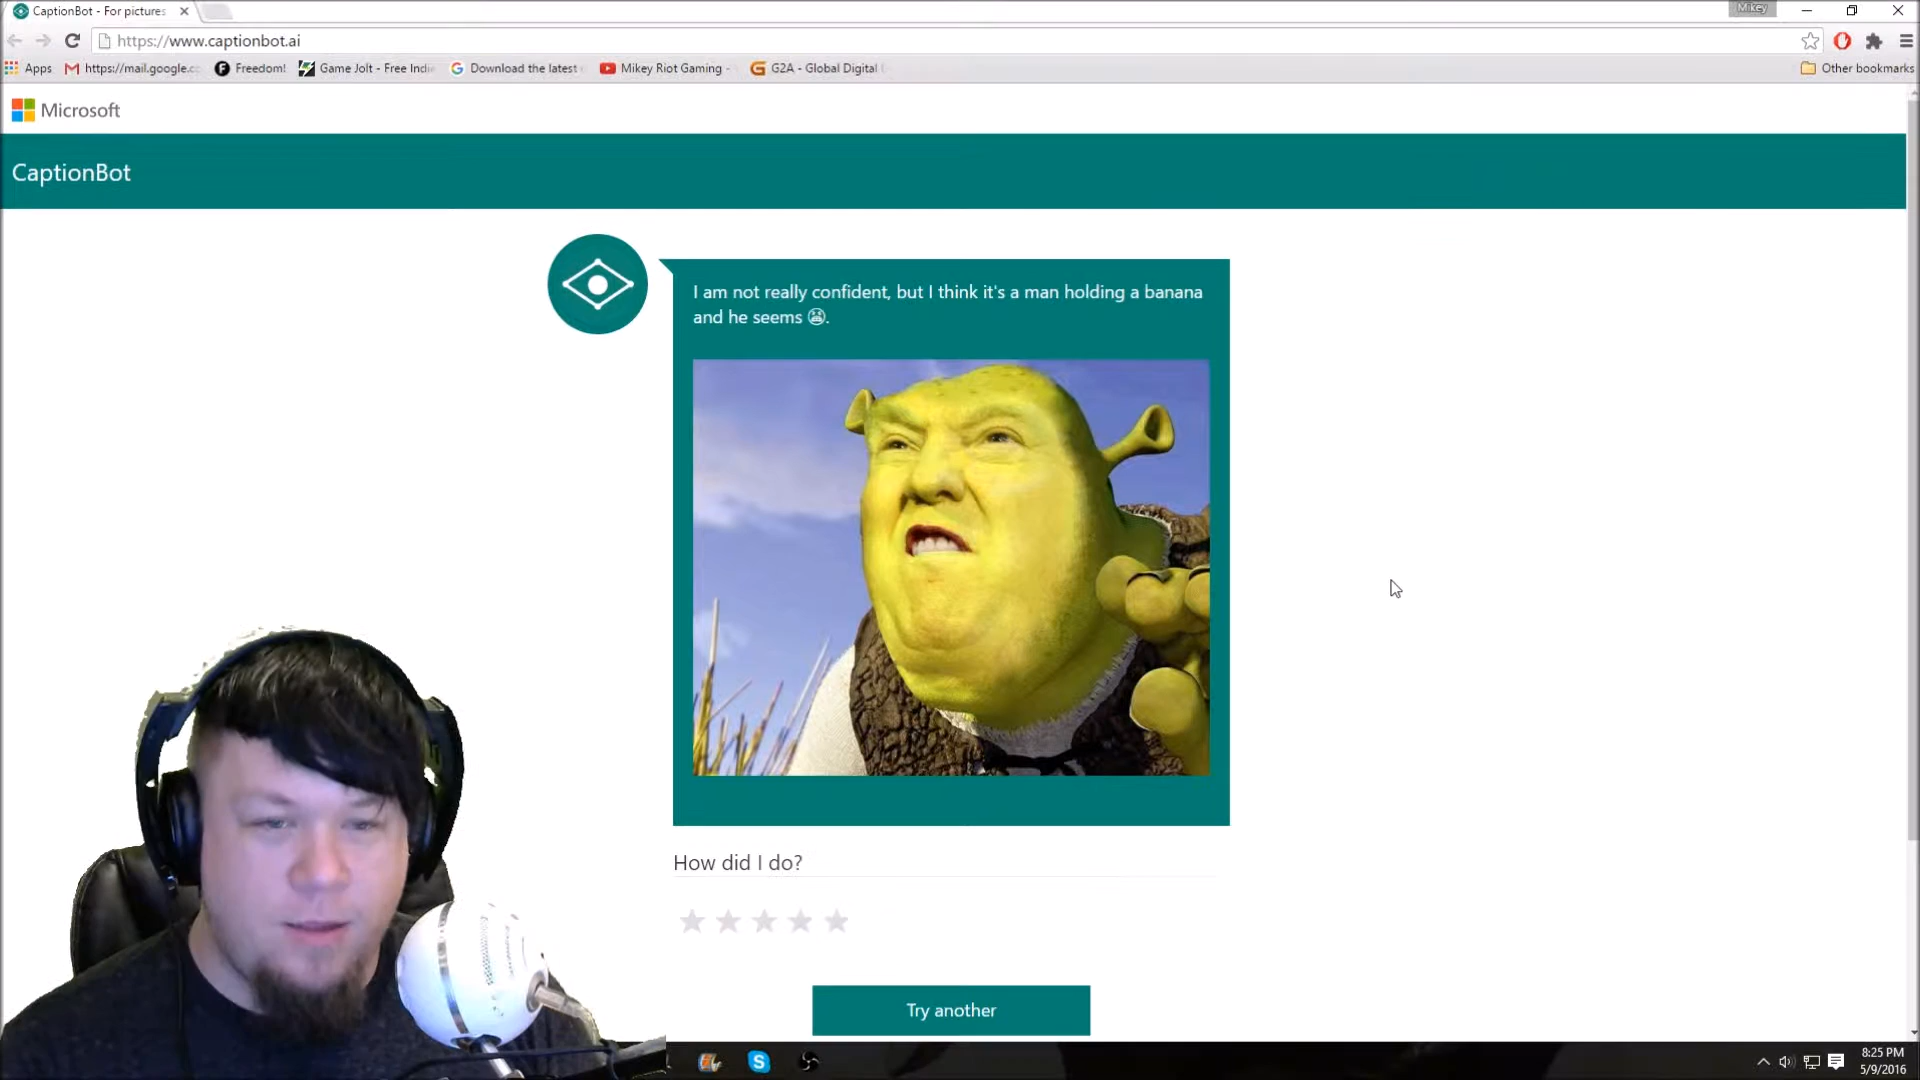 CaptionBot - For pictures
Mikey
https://www.captionbot.ai
Apps
https://mail.google.c
Freedom!
Game Jolt - Free Indi
Download the latest
Mikey Riot Gaming -
G2A - Global Digital
Other bookmarks
Microsoft
CaptionBot
I am not really confident, but I think it's a man holding a banana
and he seems 😫.
How did I do?
Try another
8:25 PM
5/9/2016